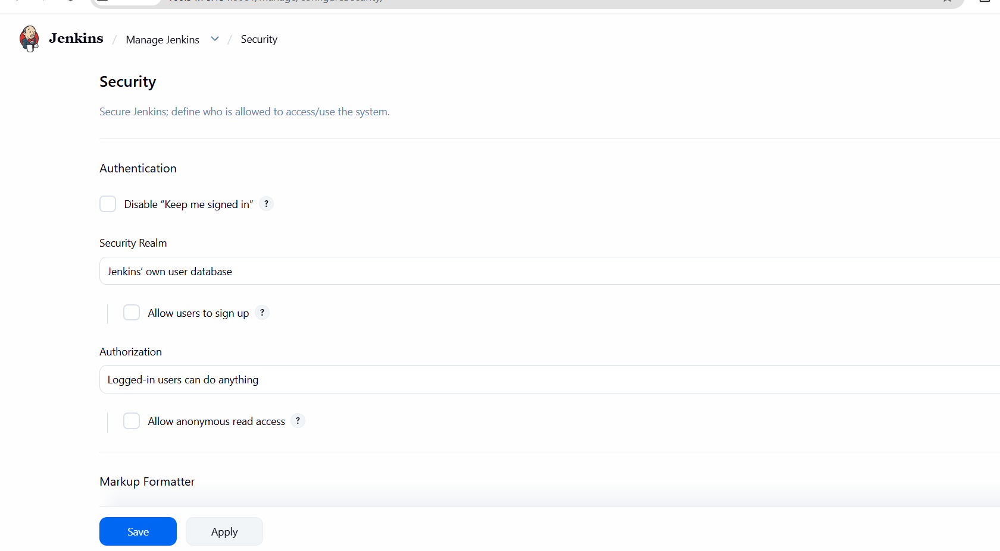 Jenkins / Manage Jenkins / Security
Security
Secure Jenkins; define who is allowed to access/use the system.
Authentication
Disable “Keep me signed in” ?
Security Realm
Jenkins’ own user database
Allow users to sign up ?
Authorization
Logged-in users can do anything
Allow anonymous read access ?
Markup Formatter
Save Apply